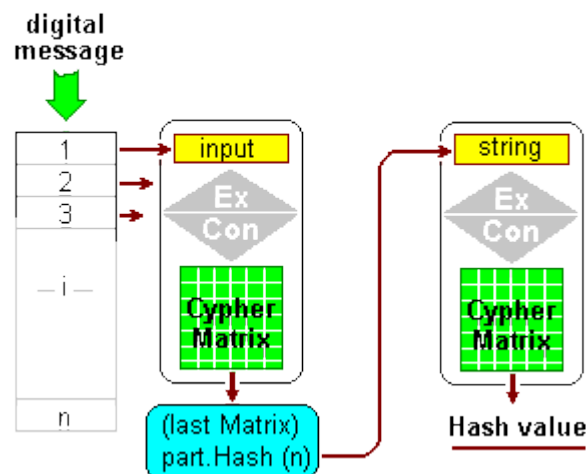 digital
message
1
2
3
i
n
input
Ex
Con
Cypher
Matrix
(last Matrix)
part.Hash (n)
string
Ex
Con
Cypher
Matrix
Hash value